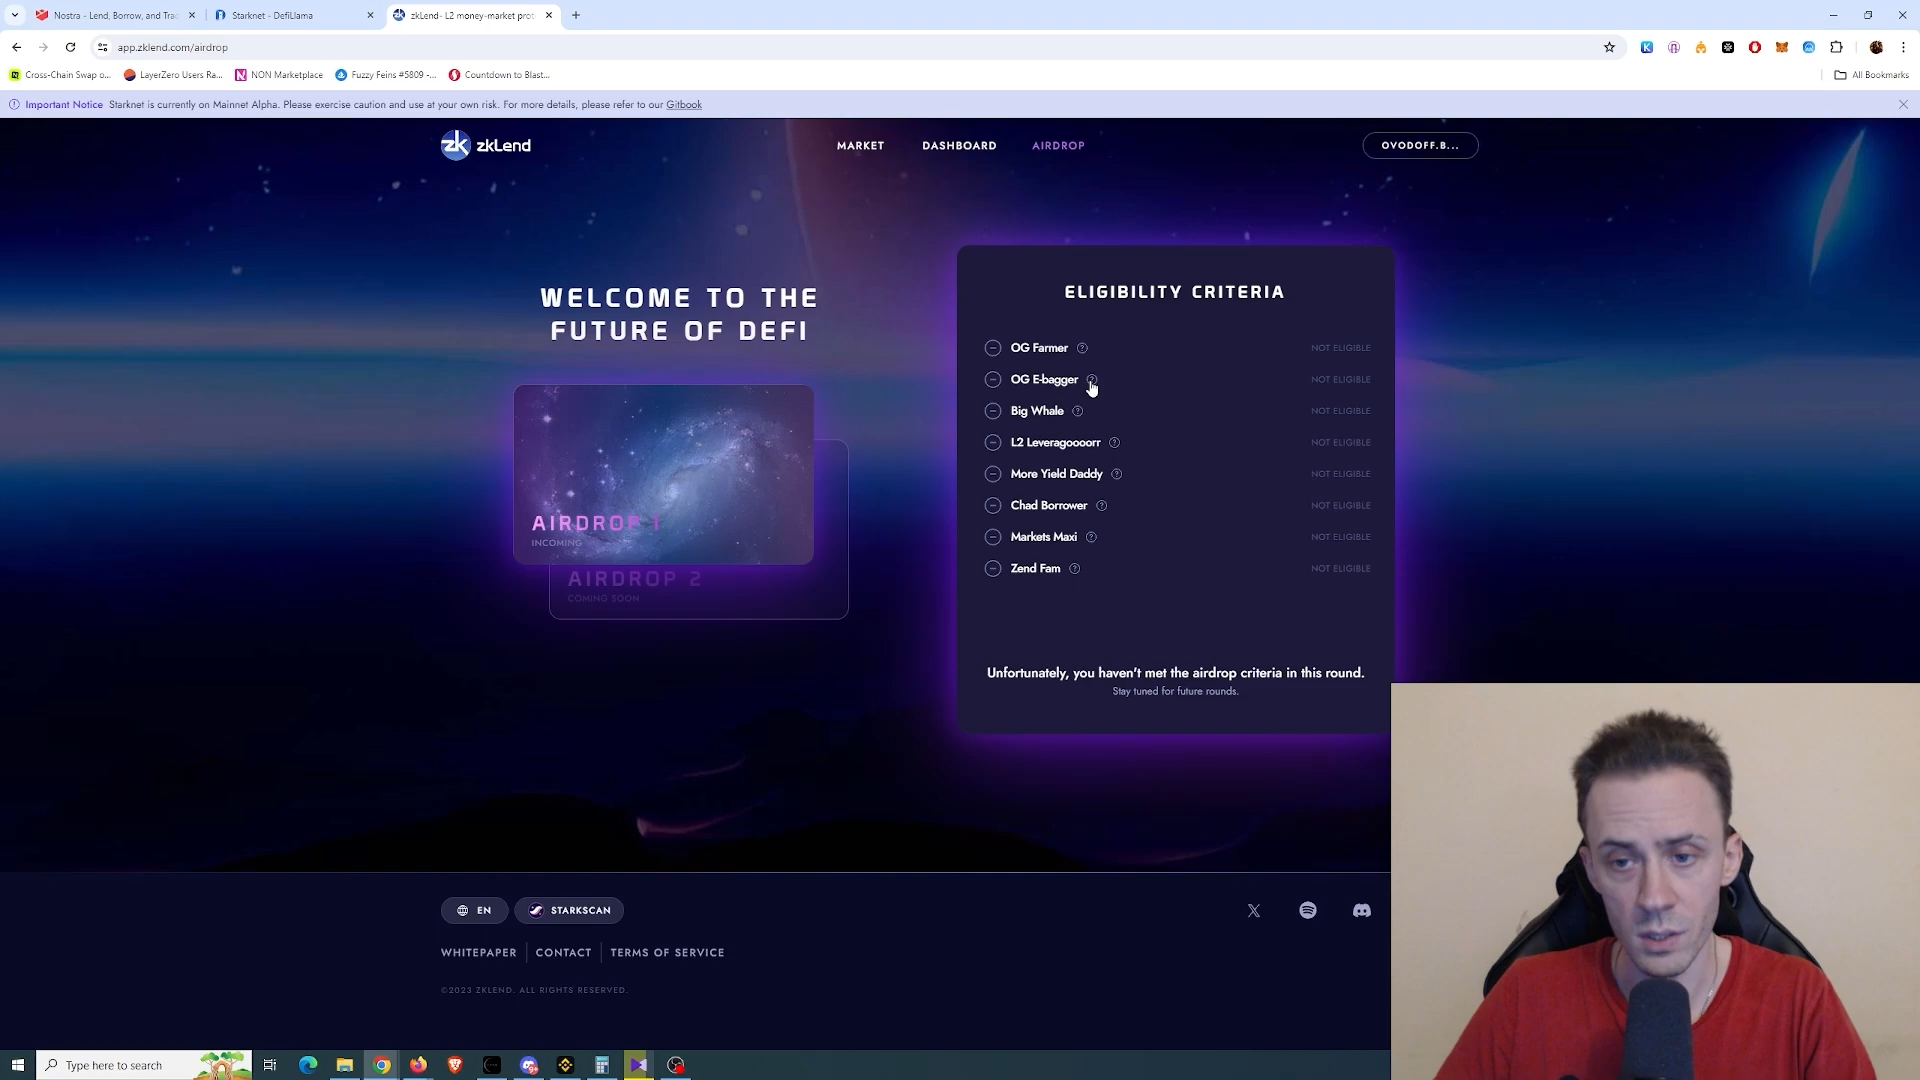 Nostra - Lend, Borrow, and Trad
Starknet - DefiLlama
zkLend- L2 money-market prot
app.zklend.com/airdrop
Cross-Chain Swap o...
LayerZero Users Ra...
NON Marketplace
Fuzzy Feins #5809 -...
Countdown to Blast...
All Bookmarks
Important Notice Starknet is currently on Mainnet Alpha. Please exercise caution and use at your own risk. For more details, please refer to our Gitbook
zk zkLend
MARKET
DASHBOARD
AIRDROP
OVODOFF.B...
WELCOME TO THE
FUTURE OF DEFI
AIRDROP 1
INCOMING
AIRDROP 2
COMING SOON
ELIGIBILITY CRITERIA
OG Farmer ? NOT ELIGIBLE
OG E-bagger ? NOT ELIGIBLE
Big Whale ? NOT ELIGIBLE
L2 Leveragoooorr ? NOT ELIGIBLE
More Yield Daddy ? NOT ELIGIBLE
Chad Borrower ? NOT ELIGIBLE
Markets Maxi ? NOT ELIGIBLE
Zend Fam ? NOT ELIGIBLE
Unfortunately, you haven't met the airdrop criteria in this round.
Stay tuned for future rounds.
EN
STARKSCAN
WHITEPAPER
CONTACT
TERMS OF SERVICE
©2023 ZKLEND. ALL RIGHTS RESERVED.
Type here to search